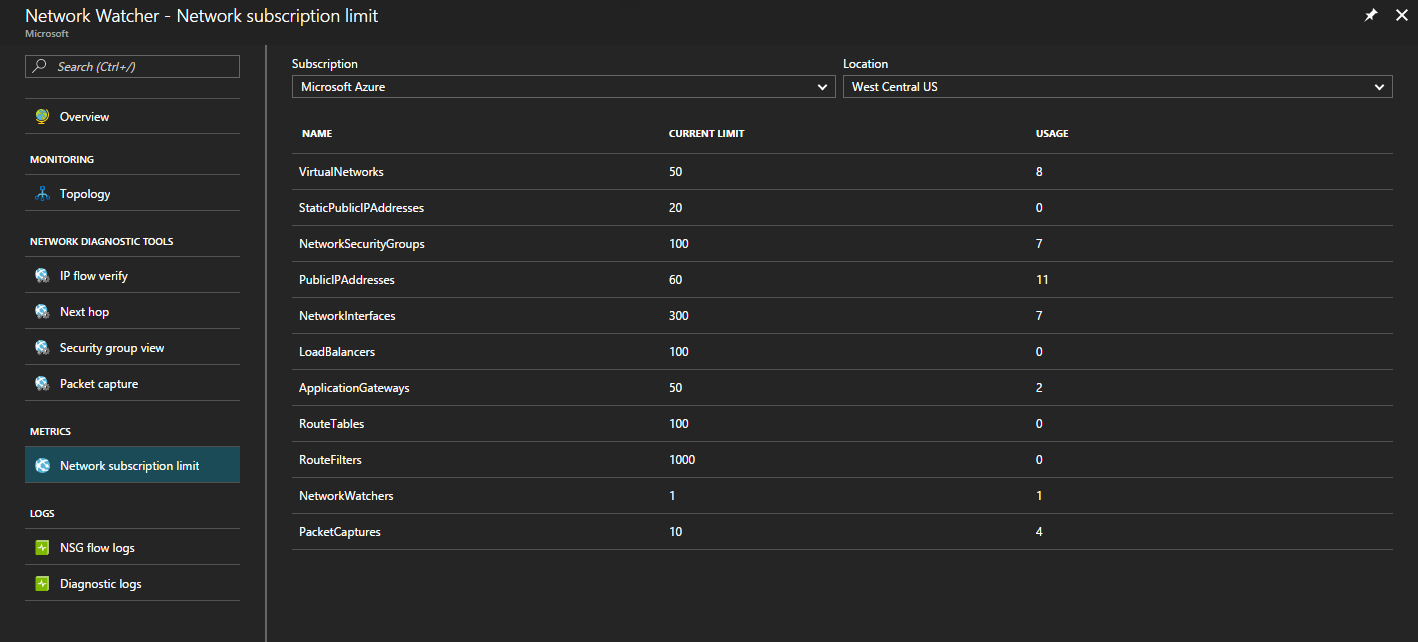 Network Watcher - Network subscription limit
Microsoft
Search (Ctrl+/)
Overview
MONITORING
Topology
NETWORK DIAGNOSTIC TOOLS
IP flow verify
Next hop
Security group view
Packet capture
METRICS
Network subscription limit
LOGS
NSG flow logs
Diagnostic logs
Subscription Location
Microsoft Azure West Central US
NAME CURRENT LIMIT USAGE
VirtualNetworks 50 8
StaticPublicIPAddresses 20 0
NetworkSecurityGroups 100 7
PublicIPAddresses 60 11
NetworkInterfaces 300 7
LoadBalancers 100 0
ApplicationGateways 50 2
RouteTables 100 0
RouteFilters 1000 0
NetworkWatchers 1 1
PacketCaptures 10 4